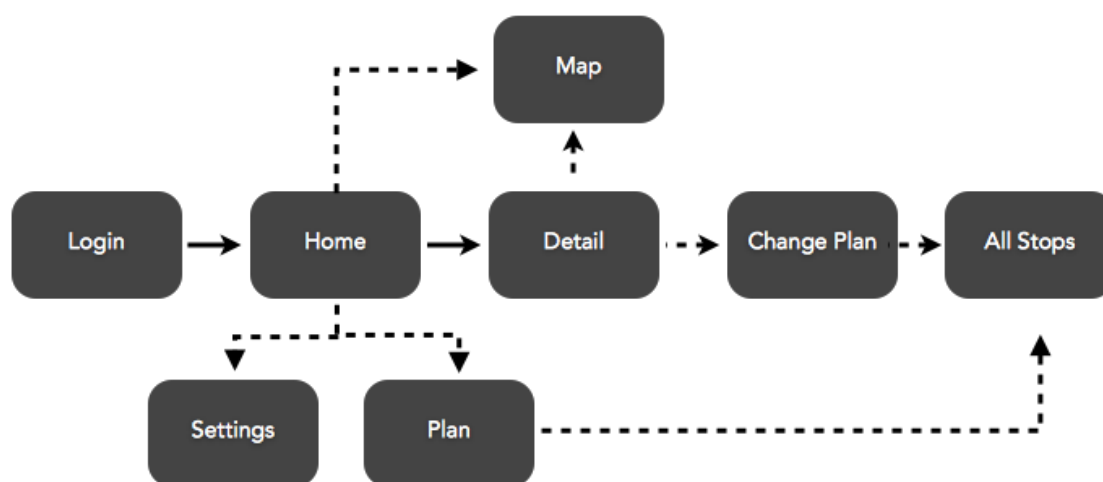 Map
Login
Home
Detail
Change Plan
All Stops
Settings
Plan